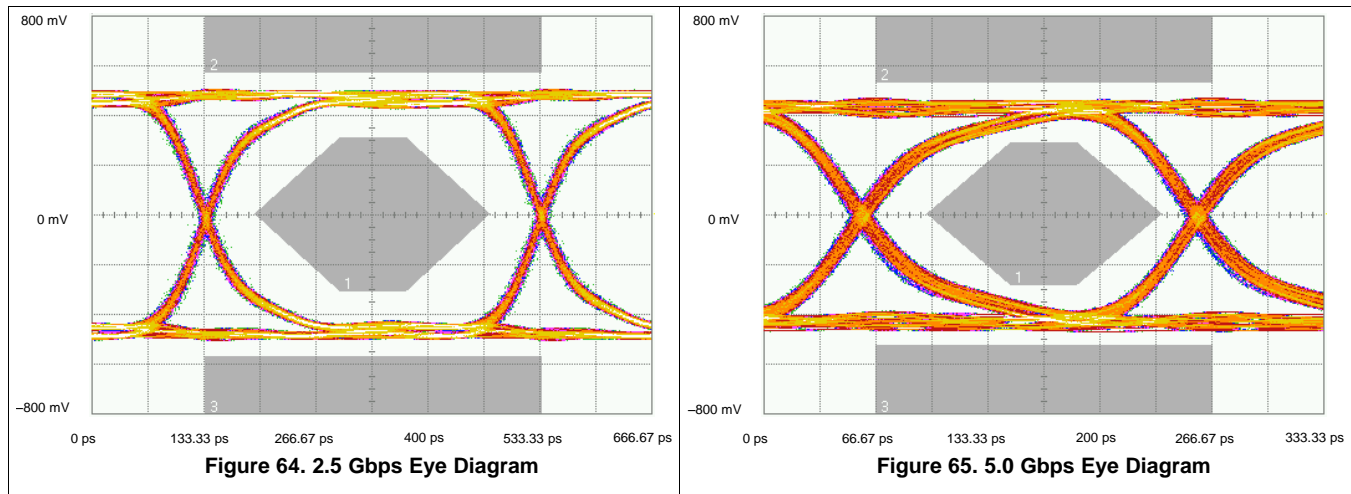 800 mV
2
0 mV
1
–800 mV
3
0 ps 133.33 ps 266.67 ps 400 ps 533.33 ps 666.67 ps
Figure 64. 2.5 Gbps Eye Diagram
800 mV
2
0 mV
1
–800 mV
3
0 ps 66.67 ps 133.33 ps 200 ps 266.67 ps 333.33 ps
Figure 65. 5.0 Gbps Eye Diagram